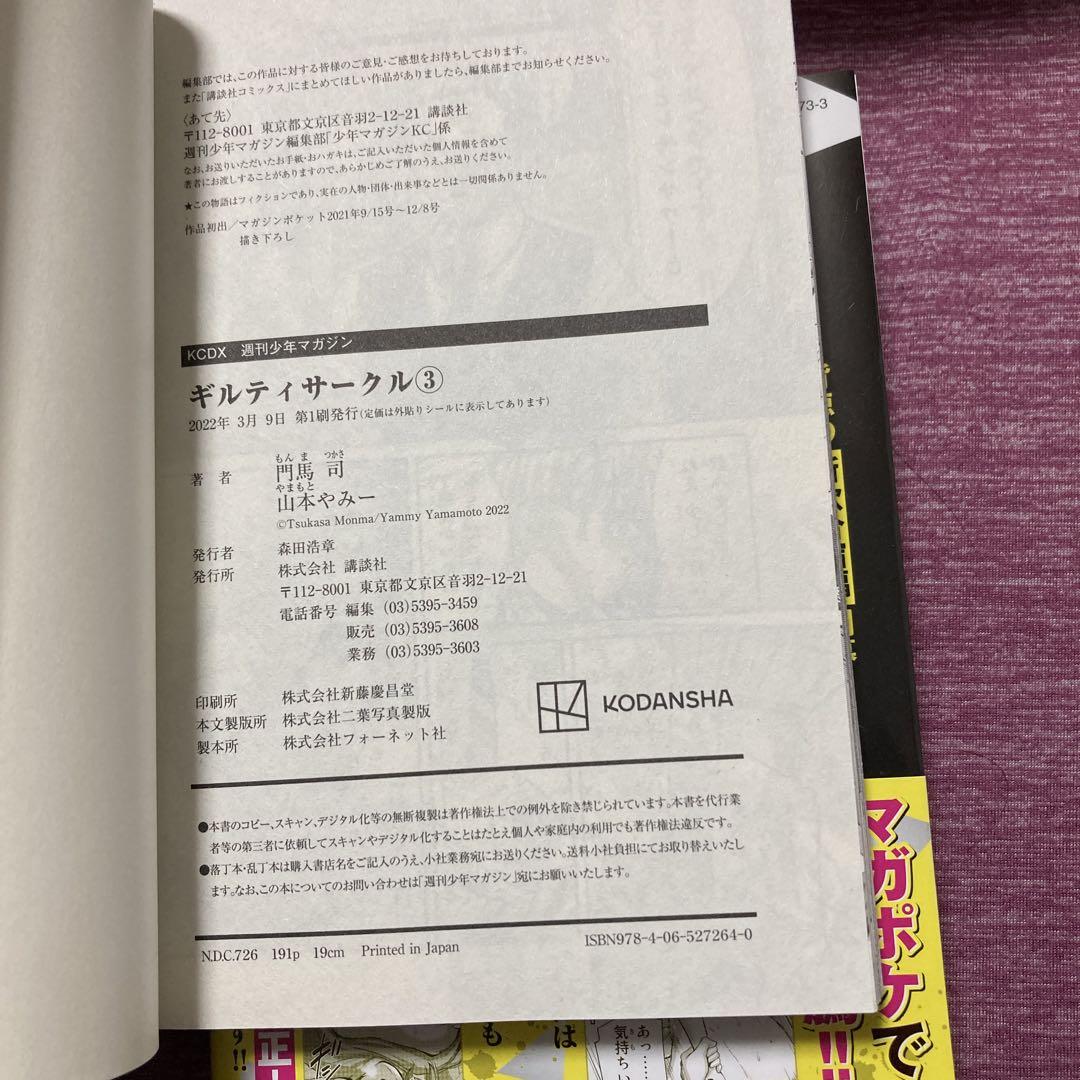 編集部では、この作品に対する皆様のご意見・ご感想をお待ちしております。
また「講談社コミックス」にまとめてほしい作品がありましたら、編集部までお知らせください。
〈あて先〉
〒112-8001 東京都文京区音羽2-12-21 講談社
週刊少年マガジン編集部「少年マガジンKC」係
なお、お送りいただいたお手紙・おハガキは、ご記入いただいた個人情報を含めて
著者にお渡しすることがありますので、あらかじめご了解のうえ、お送りください。
★この物語はフィクションであり、実在の人物・団体・出来事などとは一切関係ありません。
作品初出／マガジンポケット2021年9/15号〜12/8号
描き下ろし
KCDX 週刊少年マガジン
ギルティサークル③
2022年 3月 9日 第1刷発行(定価は外貼りシールに表示してあります)
もんま つかさ
著者 門馬 司
やまもと
山本やみー
©Tsukasa Monma/Yammy Yamamoto 2022
発行者 森田浩章
発行所 株式会社 講談社
〒112-8001 東京都文京区音羽2-12-21
電話番号 編集 (03)5395-3459
販売 (03)5395-3608
業務 (03)5395-3603
印刷所 株式会社新藤慶昌堂
本文製版所 株式会社二葉写真製版
製本所 株式会社フォーネット社
KODANSHA
●本書のコピー、スキャン、デジタル化等の無断複製は著作権法上での例外を除き禁じられています。本書を代行業
者等の第三者に依頼してスキャンやデジタル化することはたとえ個人や家庭内の利用でも著作権法違反です。
●落丁本・乱丁本は購入書店名をご記入のうえ、小社業務宛にお送りください。送料小社負担にてお取り替えいたし
ます。なお、この本についてのお問い合わせは「週刊少年マガジン」宛にお願いいたします。
N.D.C.726 191p 19cm Printed in Japan
ISBN978-4-06-527264-0
73-3
マガポケで
!!
は
も
あっ……
気持ちい
正
9!!